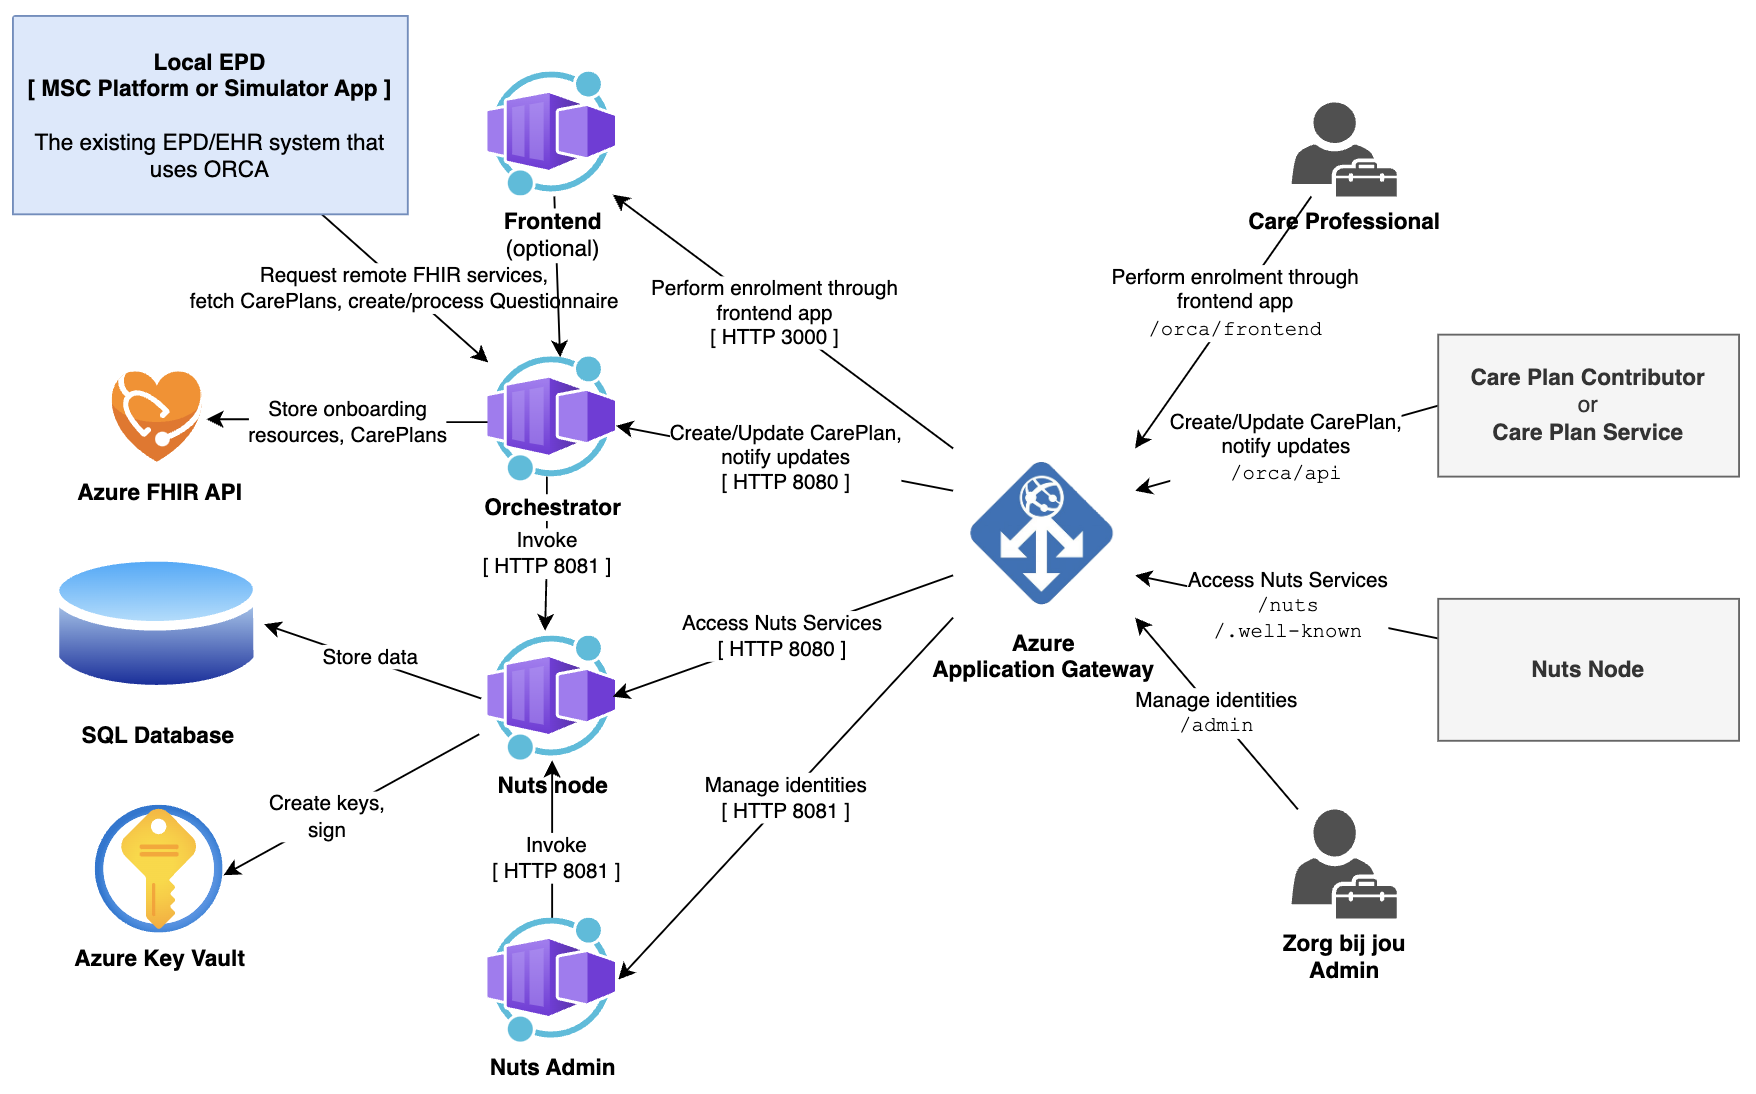 Local EPD
[ MSC Platform or Simulator App ]
The existing EPD/EHR system that
uses ORCA
Frontend
(optional)
Care Professional
Request remote FHIR services,
fetch CarePlans, create/process Questionnaire
Perform enrolment through
frontend app
[ HTTP 3000 ]
Perform enrolment through
frontend app
/orca/frontend
Care Plan Contributor
or
Care Plan Service
Store onboarding
resources, CarePlans
Azure FHIR API
Orchestrator
Create/Update CarePlan,
notify updates
[ HTTP 8080 ]
Create/Update CarePlan,
notify updates
/orca/api
Invoke
[ HTTP 8081 ]
Access Nuts Services
[ HTTP 8080 ]
Azure
Application Gateway
Access Nuts Services
/nuts
/.well-known
Nuts Node
Store data
SQL Database
Nuts node
Manage identities
/admin
Create keys,
sign
Manage identities
[ HTTP 8081 ]
Invoke
[ HTTP 8081 ]
Azure Key Vault
Zorg bij jou
Admin
Nuts Admin